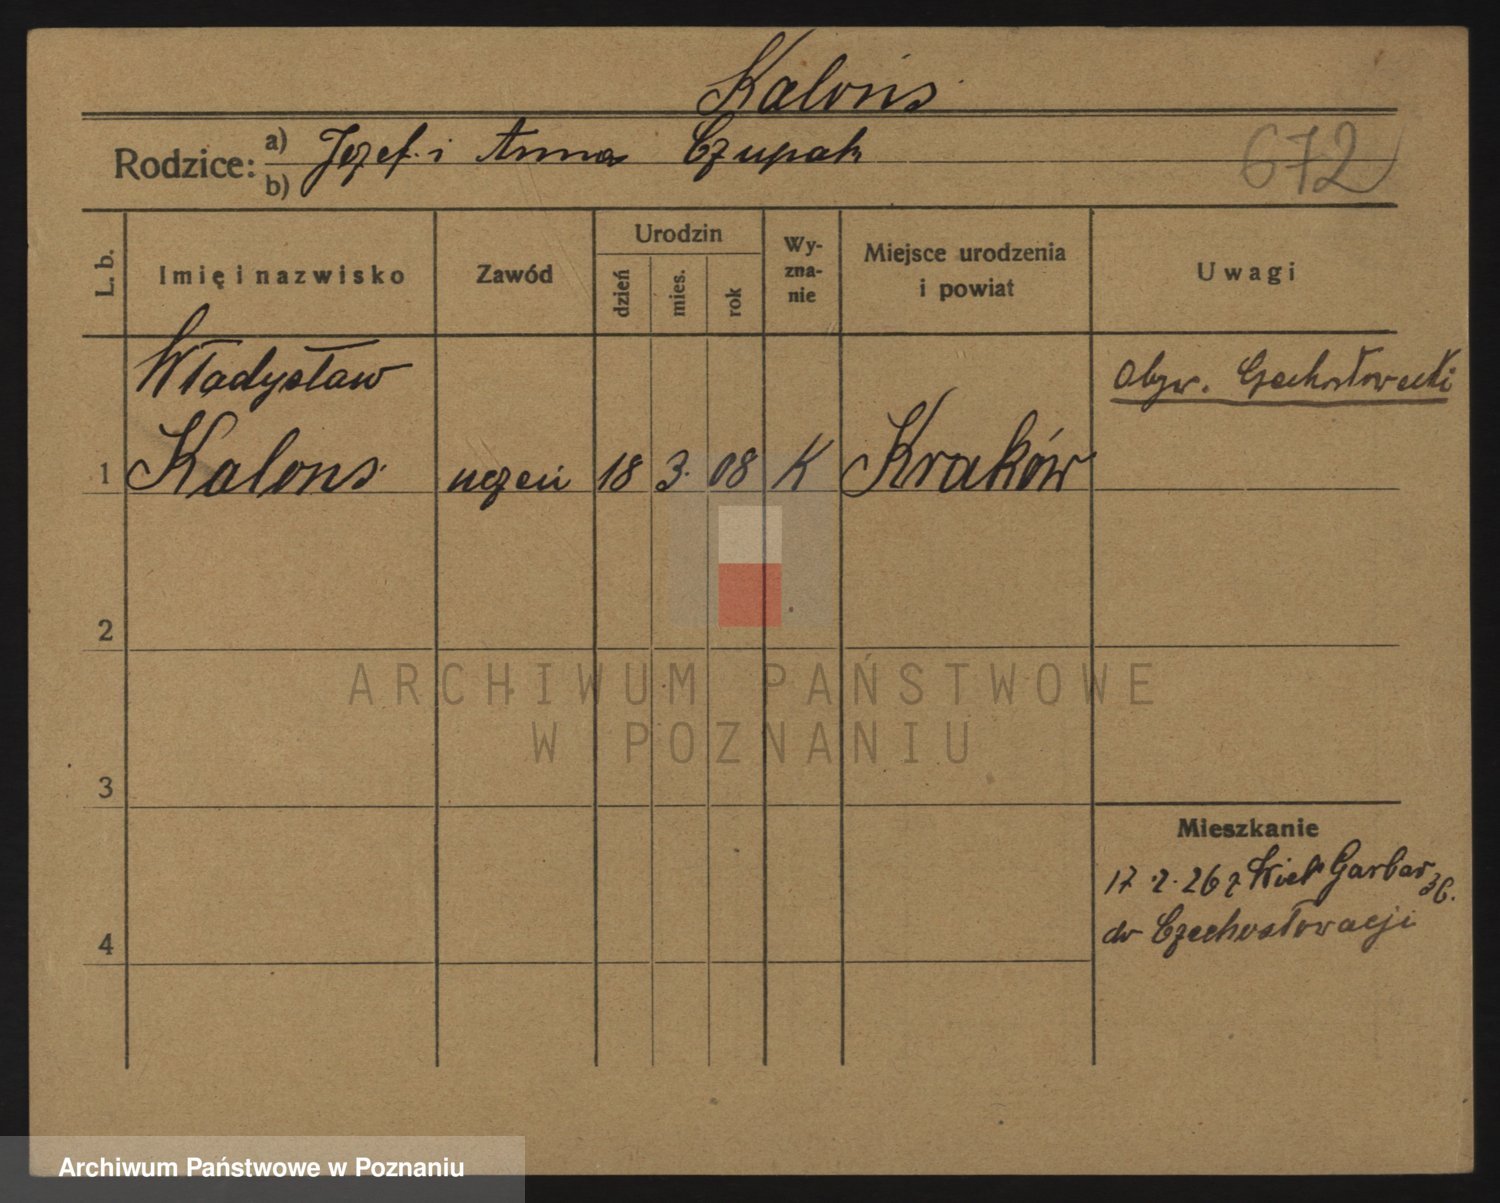 Kaloňs
Rodzice:
a) Józef i Anna Czupak
b)
672
L. b.
Imię i nazwisko
Zawód
Urodzin
dzień
mies.
rok
Wy-
zna-
nie
Miejsce urodzenia
i powiat
Uwagi
Władysław
Obyw. Czechosłowacki
1 Kalons uczeń 18 3. 08 K Kraków
2
ARCHIWUM PAŃSTWOWE
W POZNANIU
3
Mieszkanie
17.2.26 z Wielk Garbar 36.
do Czechosłowacji
4
Archiwum Państwowe w Poznaniu